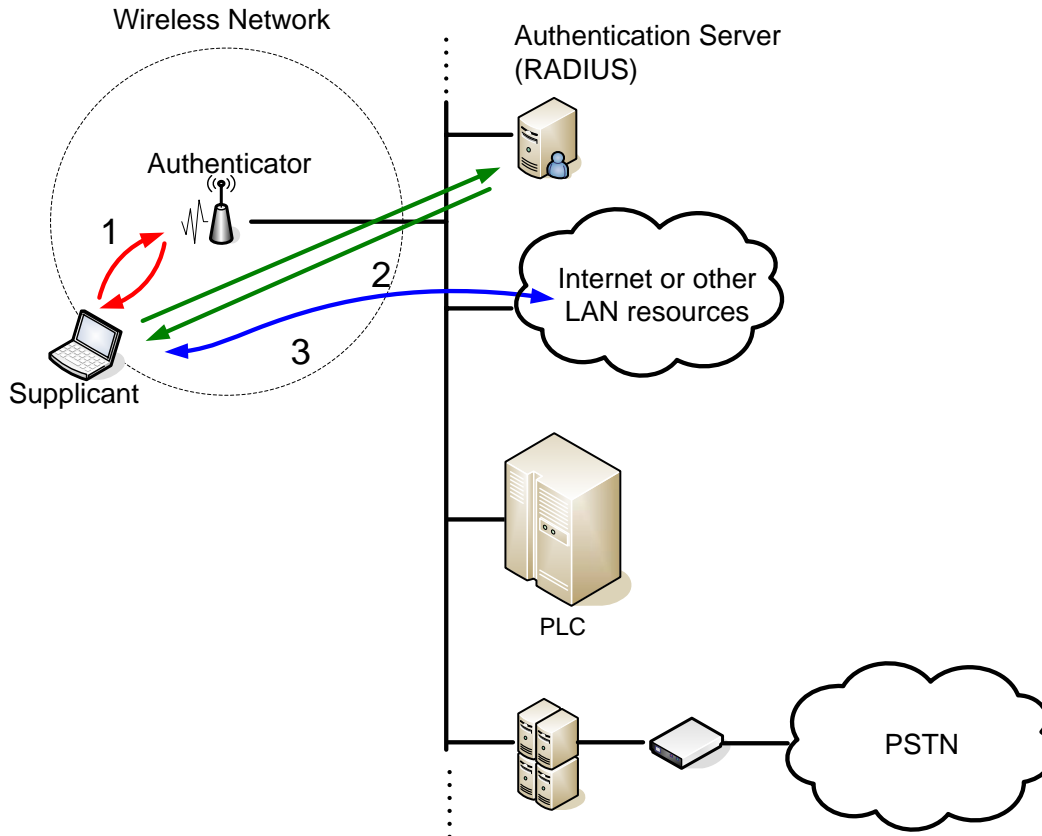 Wireless Network
Authentication Server
(RADIUS)
Authenticator
1
2
Internet or other
LAN resources
3
Supplicant
PLC
PSTN